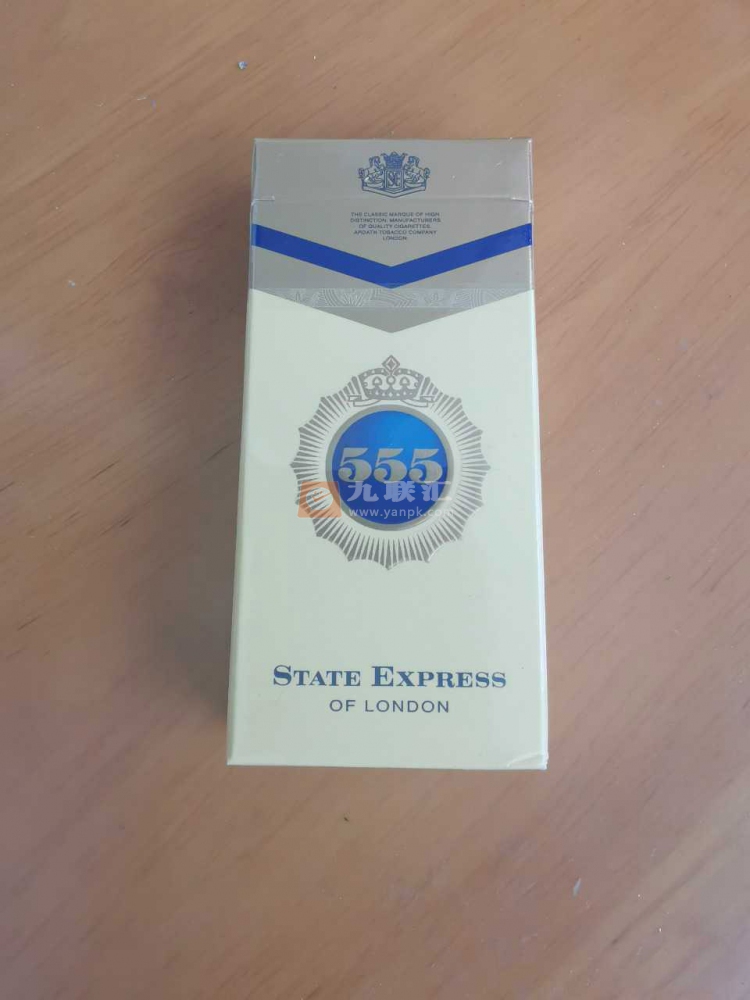 THE CLASSIC MARQUE OF HIGH
DISTINCTION. MANUFACTURERS
OF QUALITY CIGARETTES
ARDATH TOBACCO COMPANY
LONDON
555
九联汇
www.yanpk.com
STATE EXPRESS
OF LONDON